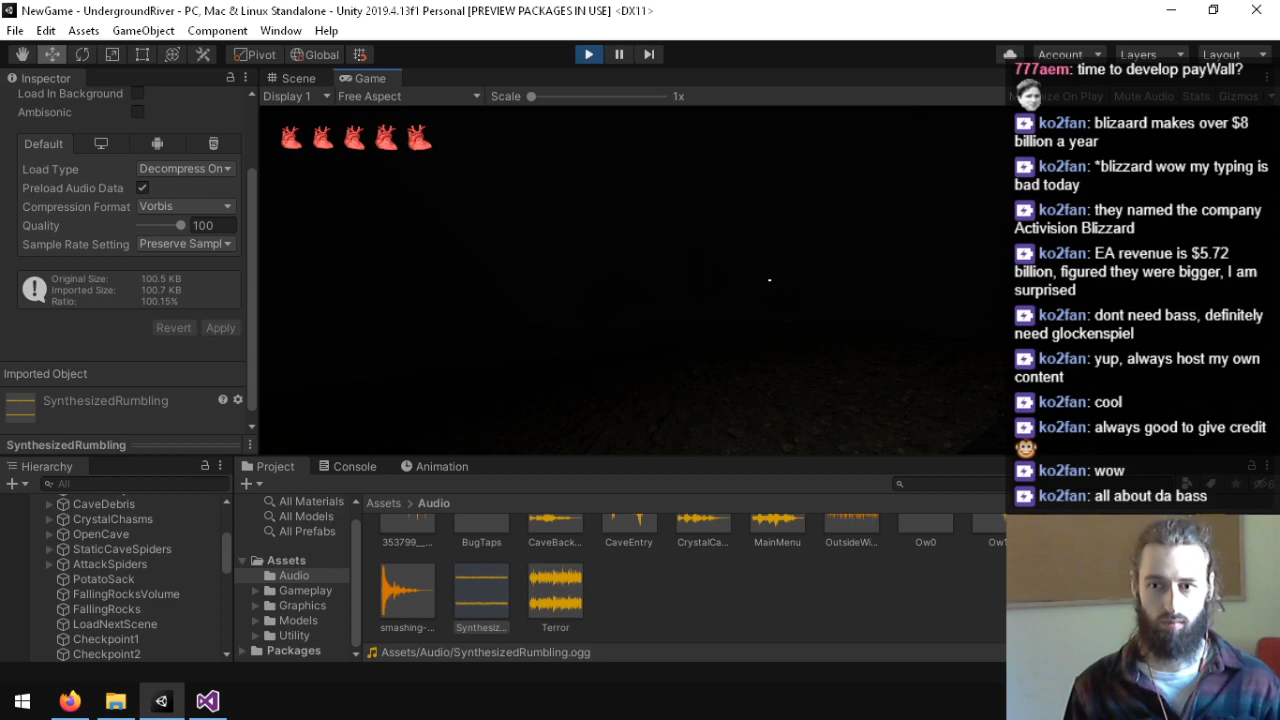 NewGame - UndergroundRiver - PC, Mac & Linux Standalone - Unity 2019.4.13f1 Personal [PREVIEW PACKAGES IN USE] <DX11>
File Edit Assets GameObject Component Window Help
Pivot Global Account Layers Layout
Inspector
Scene Game
Display 1 Free Aspect Scale 1x Maximize On Play Mute Audio Stats Gizmos
Load In Background
Ambisonic
Default
Load Type Decompress On
Preload Audio Data
Compression Format Vorbis
Quality 100
Sample Rate Setting Preserve Sampl
Original Size: 100.5 KB
Imported Size: 100.7 KB
Ratio: 100.15%
Revert Apply
Imported Object
SynthesizedRumbling
SynthesizedRumbling
777aem: time to develop payWall?
ko2fan: blizaard makes over $8
billion a year
ko2fan: *blizzard wow my typing is
bad today
ko2fan: they named the company
Activision Blizzard
ko2fan: EA revenue is $5.72
billion, figured they were bigger, I am
surprised
ko2fan: dont need bass, definitely
need glockenspiel
ko2fan: yup, always host my own
content
ko2fan: cool
ko2fan: always good to give credit
ko2fan: wow
ko2fan: all about da bass
Hierarchy
All
CaveDebris
CrystalChasms
OpenCave
StaticCaveSpiders
AttackSpiders
PotatoSack
FallingRocksVolume
FallingRocks
LoadNextScene
Checkpoint1
Checkpoint2
Project Console Animation
All Materials
All Models
All Prefabs
Assets
Audio
Gameplay
Graphics
Models
Utility
Packages
Assets > Audio
353799__... BugTaps CaveBack... CaveEntry CrystalCa... MainMenu OutsideWi... Ow0 Ow1
smashing-... Synthesiz... Terror
Assets/Audio/SynthesizedRumbling.ogg